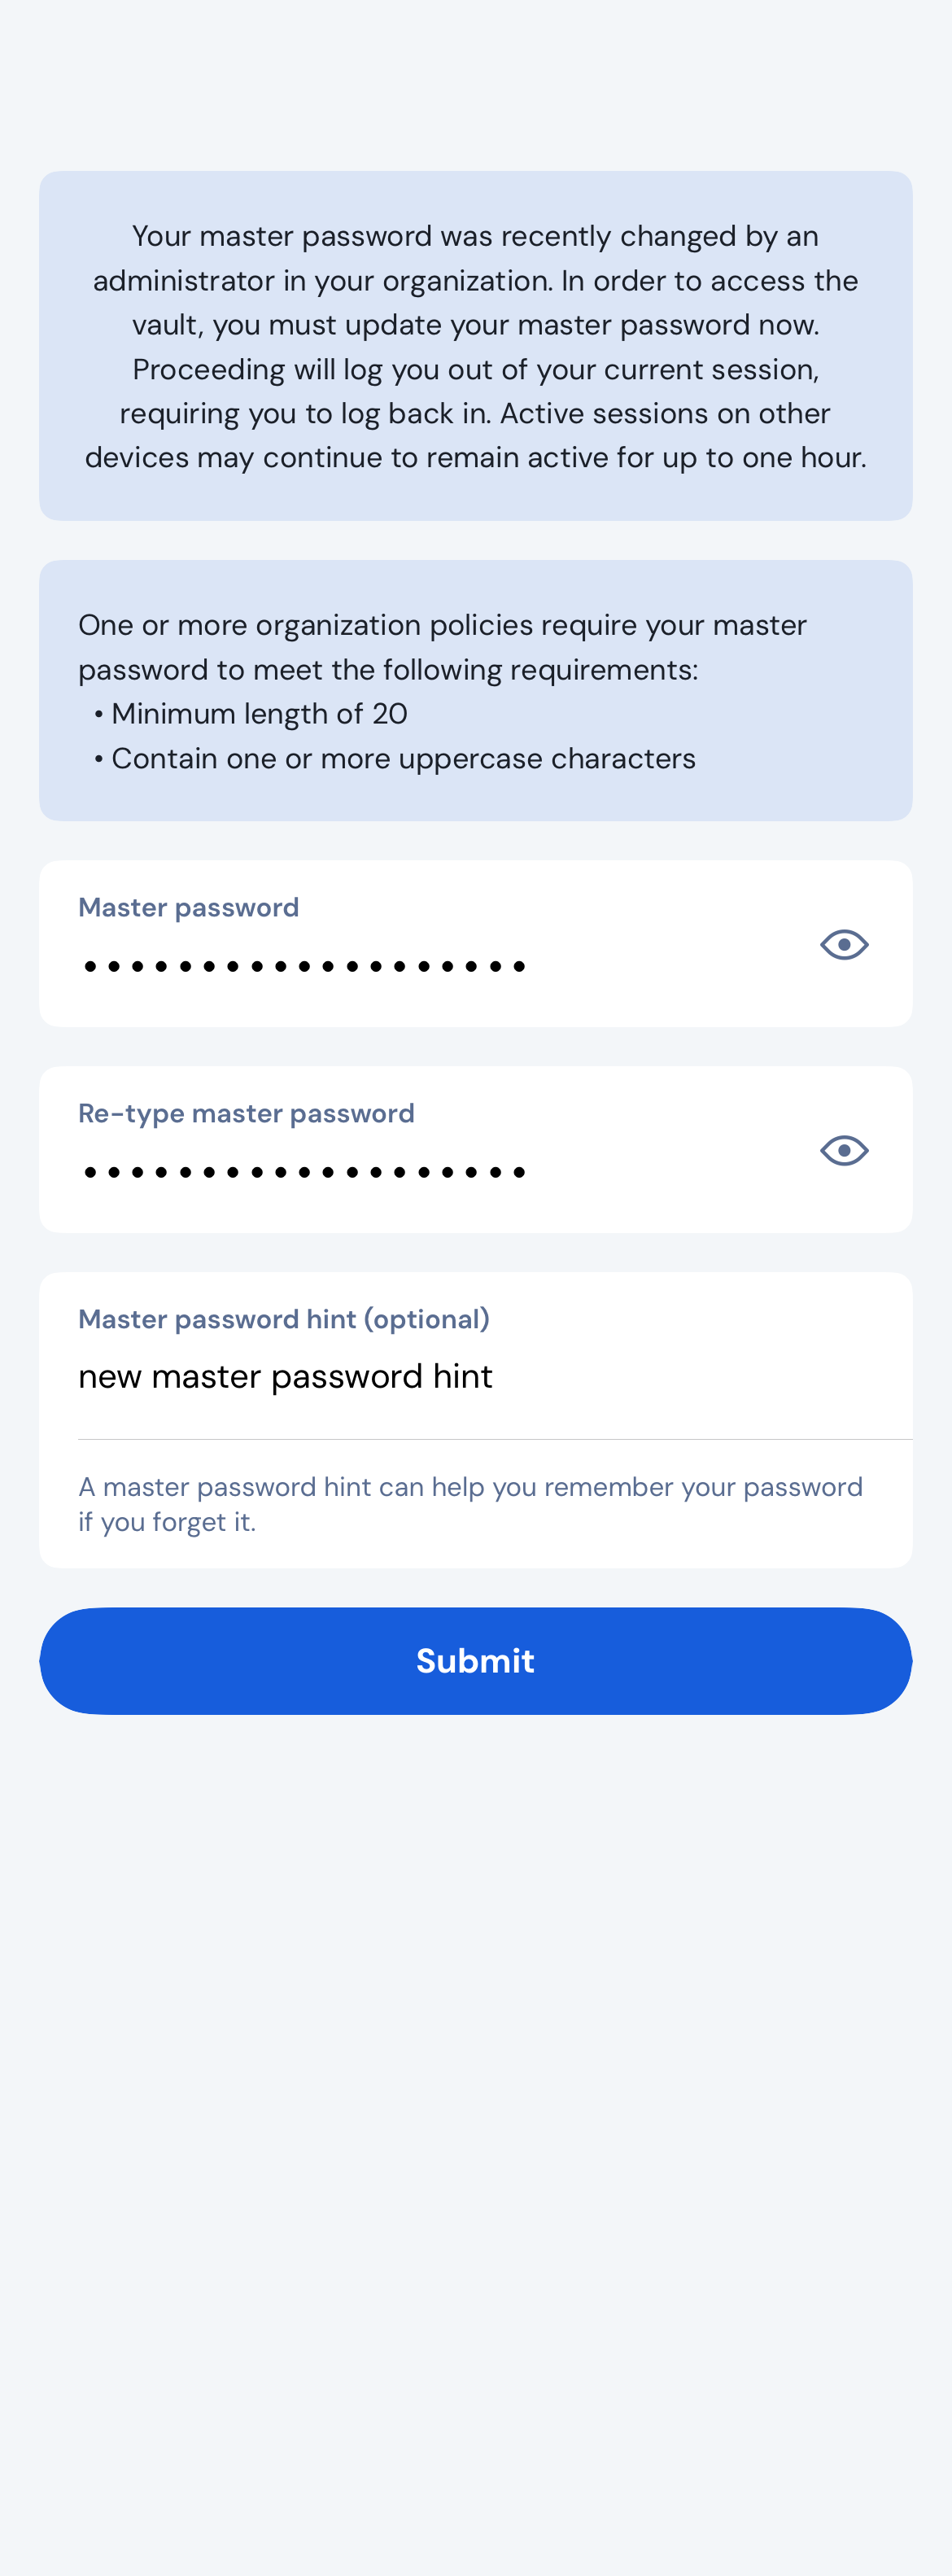 Your master password was recently changed by an
administrator in your organization. In order to access the
vault, you must update your master password now.
Proceeding will log you out of your current session,
requiring you to log back in. Active sessions on other
devices may continue to remain active for up to one hour.
One or more organization policies require your master
password to meet the following requirements:
• Minimum length of 20
• Contain one or more uppercase characters
Master password
•••••••••••••••••••
Re-type master password
•••••••••••••••••••
Master password hint (optional)
new master password hint
A master password hint can help you remember your password
if you forget it.
Submit